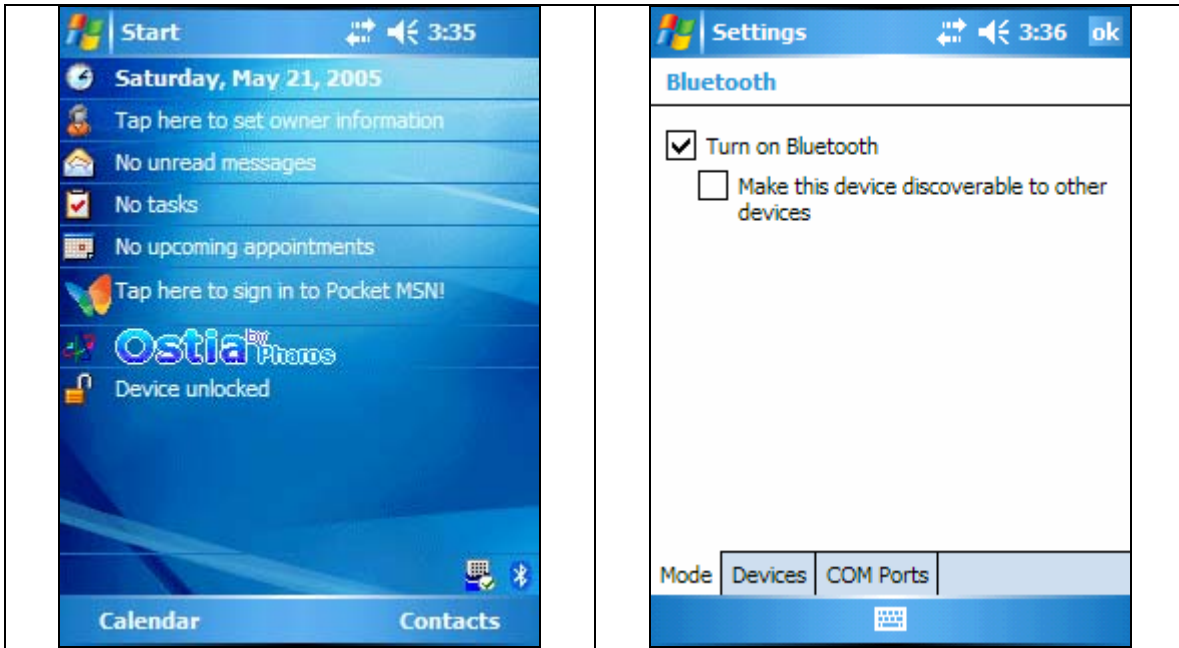 Start 3:35
Saturday, May 21, 2005
Tap here to set owner information
No unread messages
No tasks
No upcoming appointments
Tap here to sign in to Pocket MSN!
Ostia by Pharos
Device unlocked
Calendar Contacts
Settings 3:36 ok
Bluetooth
Turn on Bluetooth
Make this device discoverable to other
devices
Mode Devices COM Ports